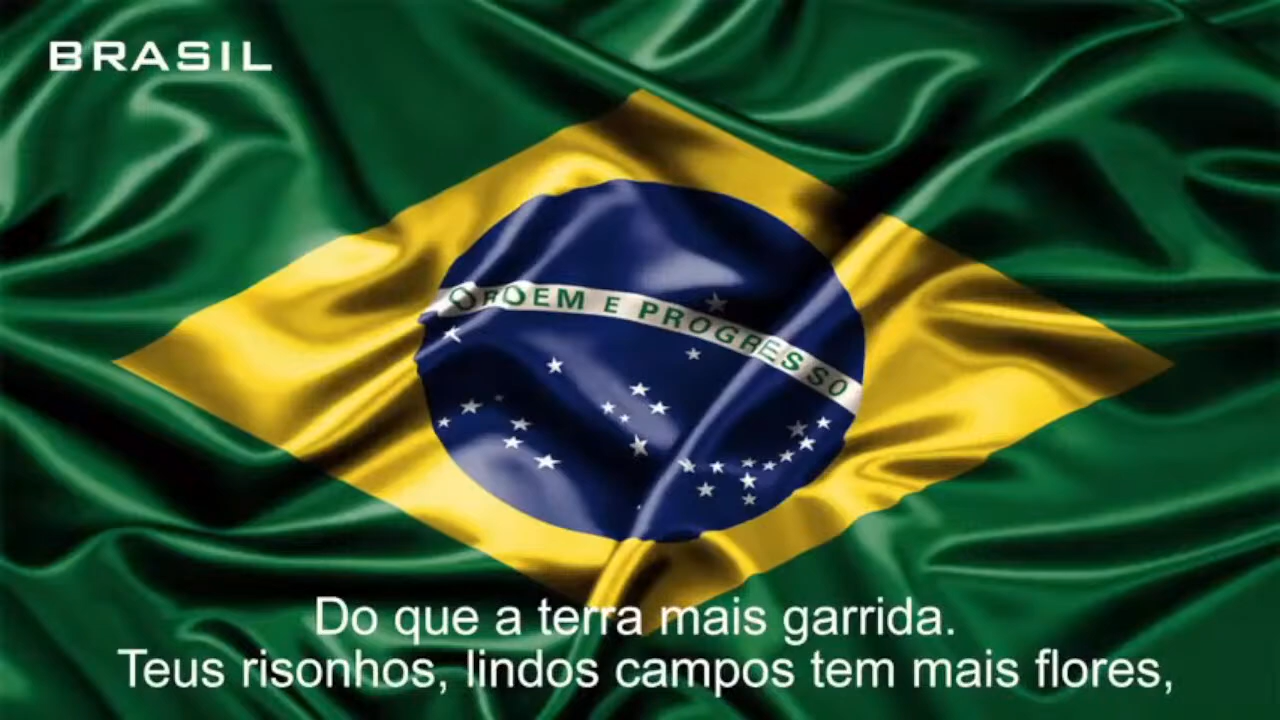 BRASIL
ORDEM E PROGRESSO
Do que a terra mais garrida.
Teus risonhos, lindos campos tem mais flores,